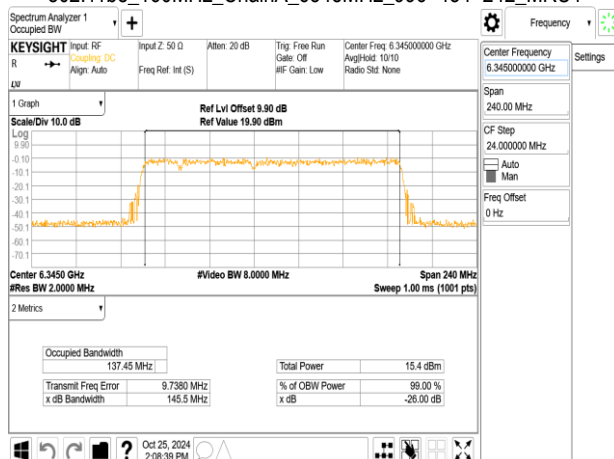 Spectrum Analyzer 1
Occupied BW
Frequency
KEYSIGHT
Input: RF
Coupling: DC
Align: Auto
Input Z: 50 Ω
Freq Ref: Int (S)
Atten: 20 dB
Trig: Free Run
Gate: Off
#IF Gain: Low
Center Freq: 6.345000000 GHz
Avg|Hold: 10/10
Radio Std: None
R
LXI
Center Frequency
6.345000000 GHz
Settings
Span
240.00 MHz
CF Step
24.000000 MHz
Auto
Man
Freq Offset
0 Hz
1 Graph
Scale/Div 10.0 dB
Ref Lvl Offset 9.90 dB
Ref Value 19.90 dBm
Log
9.90
-0.10
-10.1
-20.1
-30.1
-40.1
-50.1
-60.1
-70.1
Center 6.3450 GHz
#Video BW 8.0000 MHz
Span 240 MHz
#Res BW 2.0000 MHz
Sweep 1.00 ms (1001 pts)
2 Metrics
Occupied Bandwidth
137.45 MHz
Total Power 15.4 dBm
Transmit Freq Error 9.7380 MHz
% of OBW Power 99.00 %
x dB Bandwidth 145.5 MHz
x dB -26.00 dB
?
Oct 25, 2024
2:08:39 PM